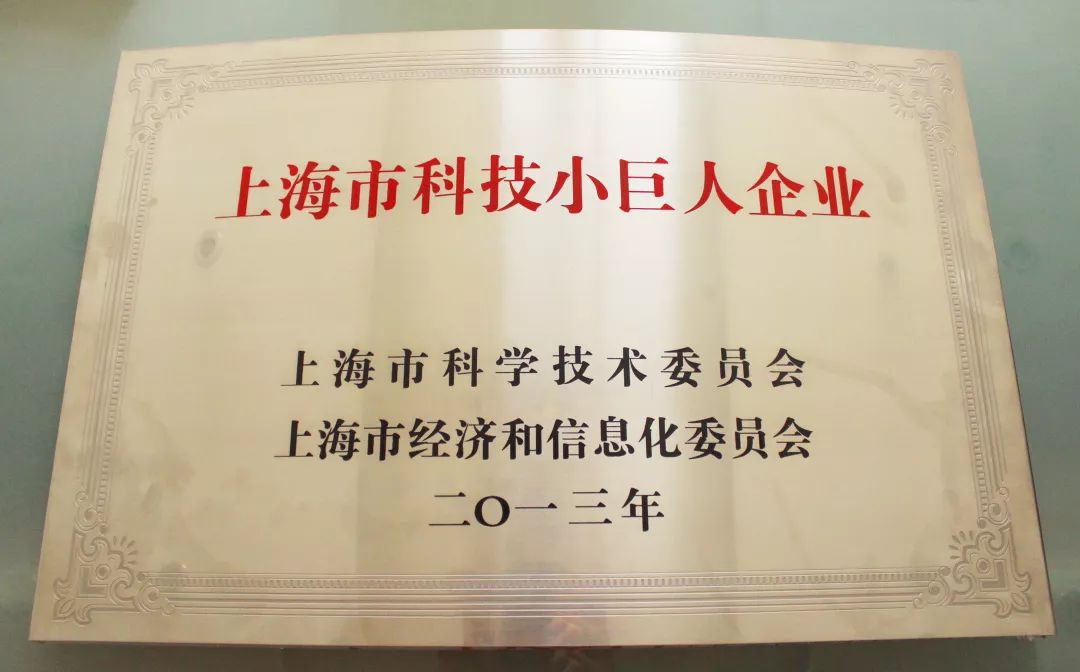 上海市科技小巨人企业
上海市科学技术委员会
上海市经济和信息化委员会
二〇一三年